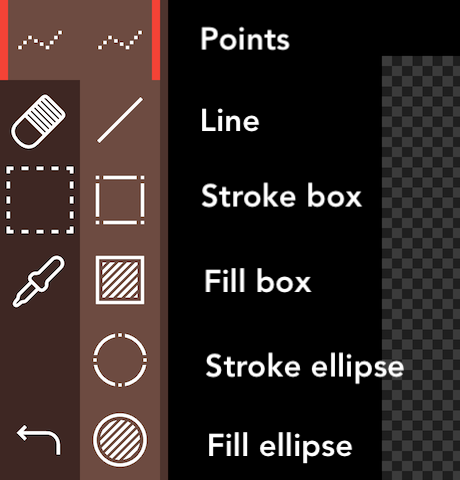 Points
Line
Stroke box
Fill box
Stroke ellipse
Fill ellipse